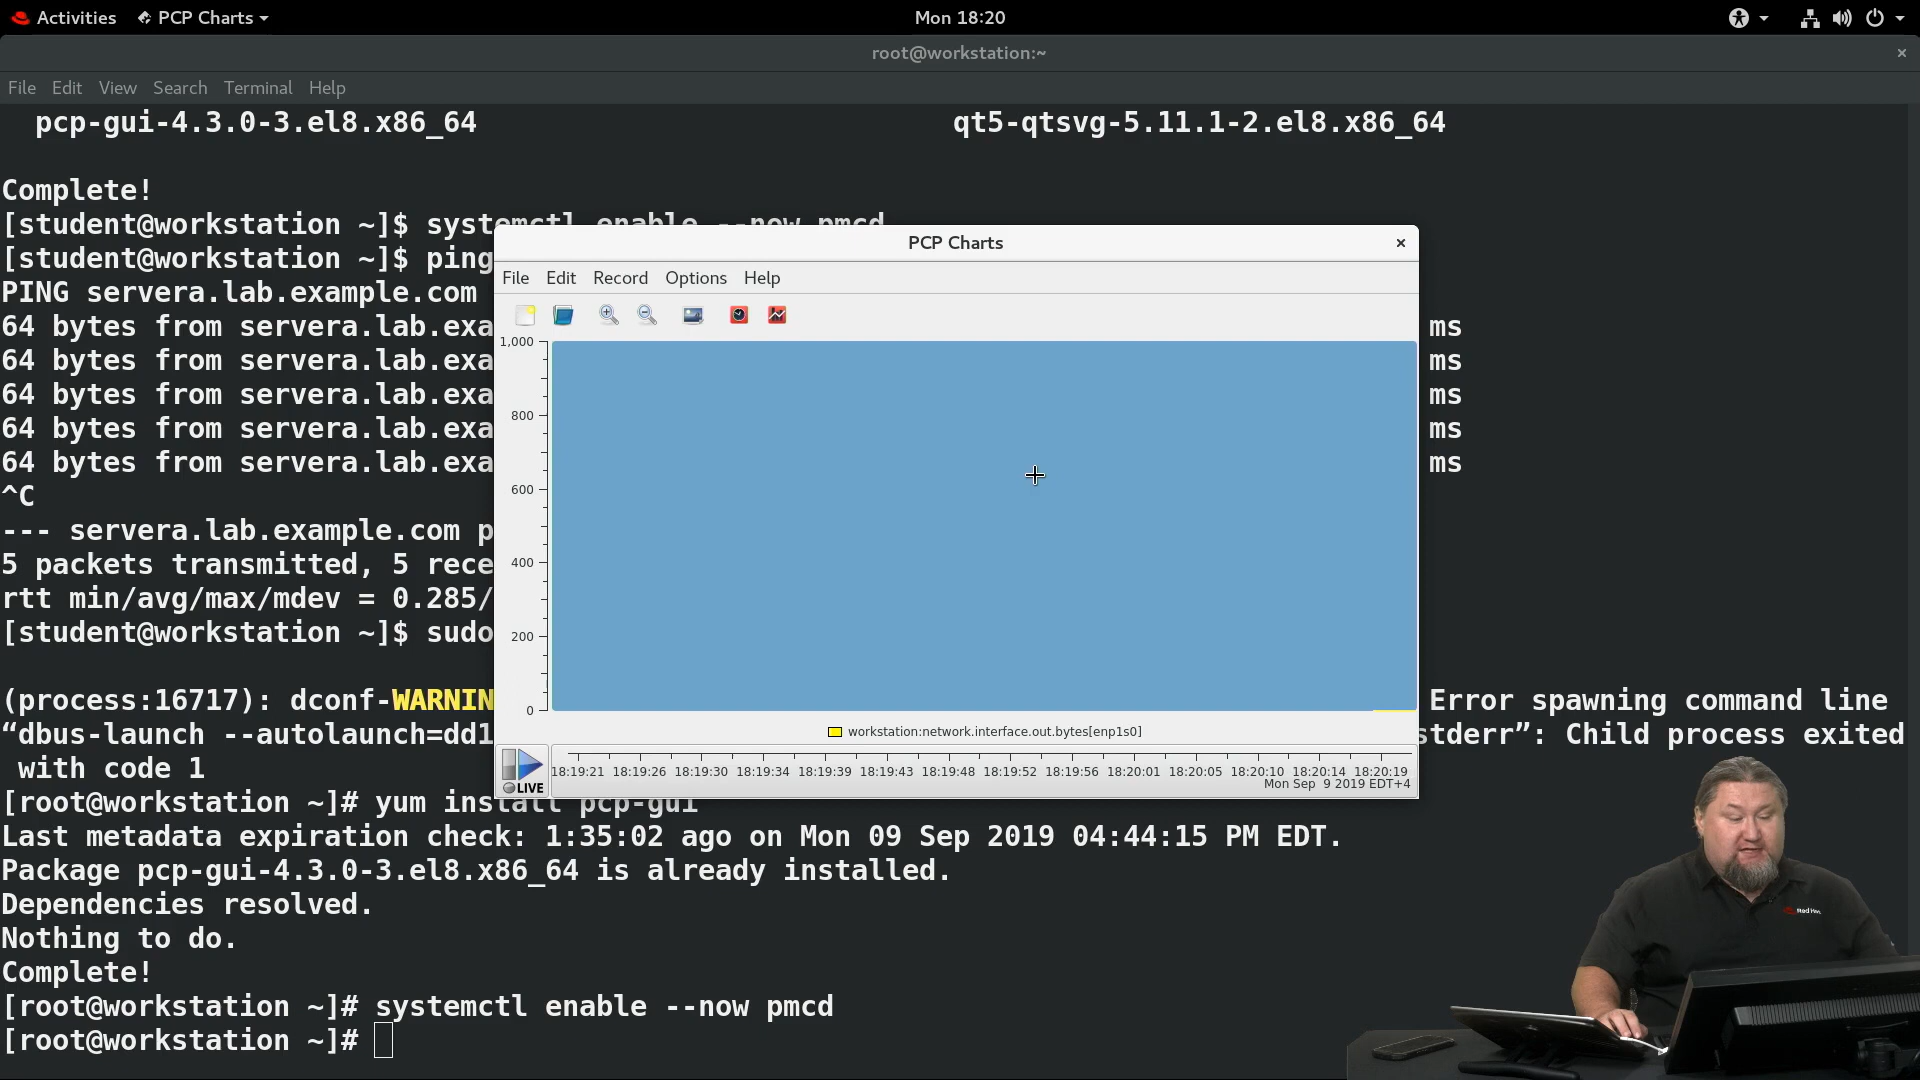 Activities PCP Charts Mon 18:20
root@workstation:~ ×
File Edit View Search Terminal Help
pcp-gui-4.3.0-3.el8.x86_64 qt5-qtsvg-5.11.1-2.el8.x86_64
Complete!
[student@workstation ~]$ systemctl enable --now pmcd
[student@workstation ~]$ ping
PING servera.lab.example.com
64 bytes from servera.lab.exa ms
64 bytes from servera.lab.exa ms
64 bytes from servera.lab.exa ms
64 bytes from servera.lab.exa ms
64 bytes from servera.lab.exa ms
^C
--- servera.lab.example.com p
5 packets transmitted, 5 rece
rtt min/avg/max/mdev = 0.285/
[student@workstation ~]$ sudo
(process:16717): dconf-WARNIN Error spawning command line
“dbus-launch --autolaunch=dd1 stderr”: Child process exited
with code 1
[root@workstation ~]# yum install pcp-gui
Last metadata expiration check: 1:35:02 ago on Mon 09 Sep 2019 04:44:15 PM EDT.
Package pcp-gui-4.3.0-3.el8.x86_64 is already installed.
Dependencies resolved.
Nothing to do.
Complete!
[root@workstation ~]# systemctl enable --now pmcd
[root@workstation ~]#
PCP Charts ×
File Edit Record Options Help
1,000
800
600
400
200
0
workstation:network.interface.out.bytes[enp1s0]
18:19:21 18:19:26 18:19:30 18:19:34 18:19:39 18:19:43 18:19:48 18:19:52 18:19:56 18:20:01 18:20:05 18:20:10 18:20:14 18:20:19
LIVE Mon Sep 9 2019 EDT+4
Red Hat